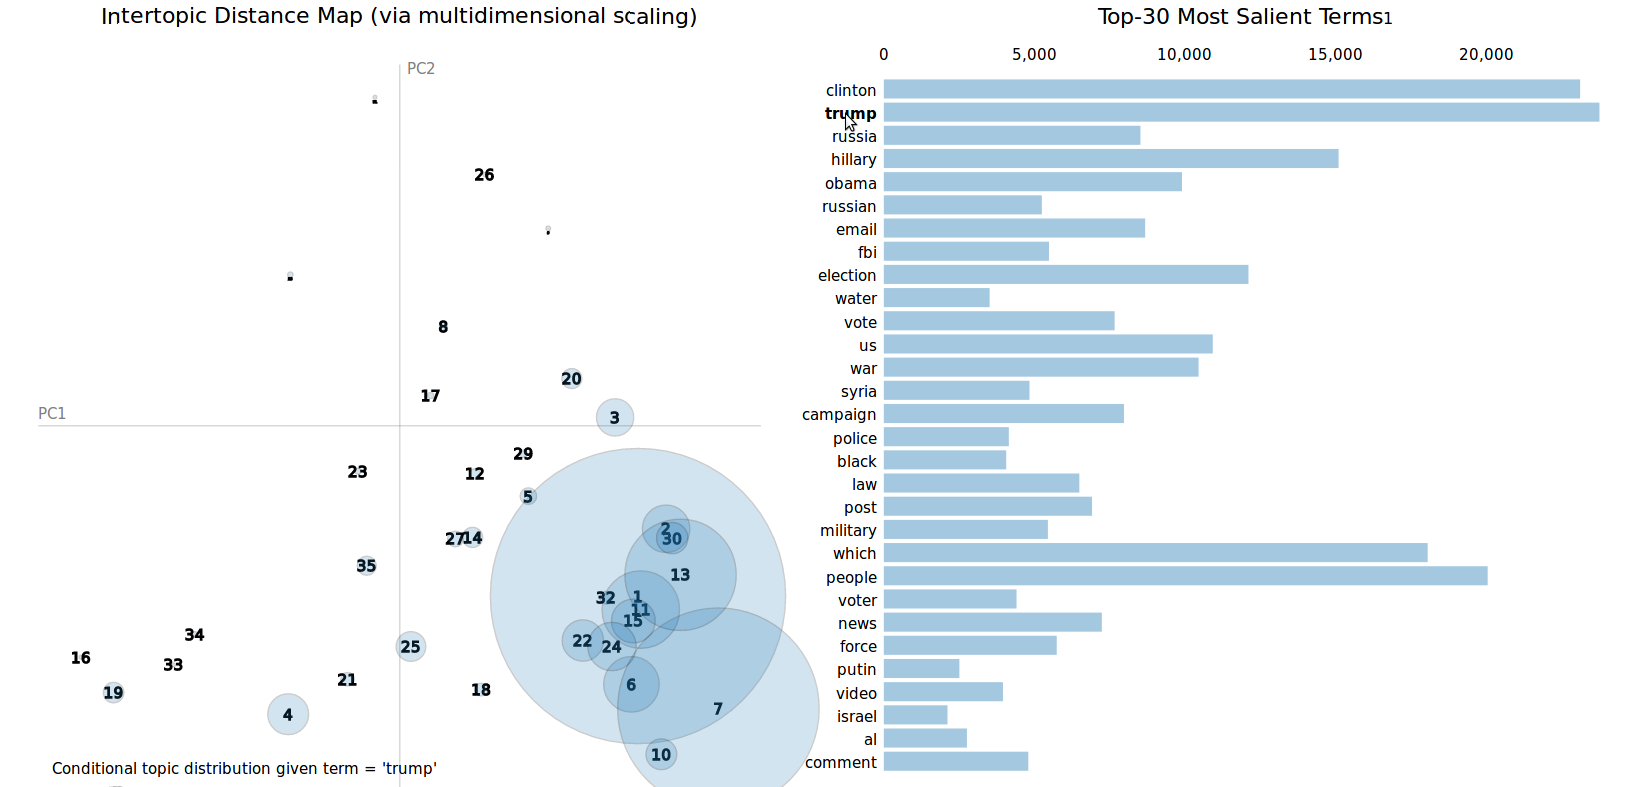 Intertopic Distance Map (via multidimensional scaling)
PC2
26
8
20
17
3
PC1
29
23
12
5
2
27
14
30
35
13
32
1
11
15
34
22
24
25
16
33
21
6
18
19
7
4
10
Conditional topic distribution given term = 'trump'
Top-30 Most Salient Terms1
0 5,000 10,000 15,000 20,000
clinton
trump
russia
hillary
obama
russian
email
fbi
election
water
vote
us
war
syria
campaign
police
black
law
post
military
which
people
voter
news
force
putin
video
israel
al
comment